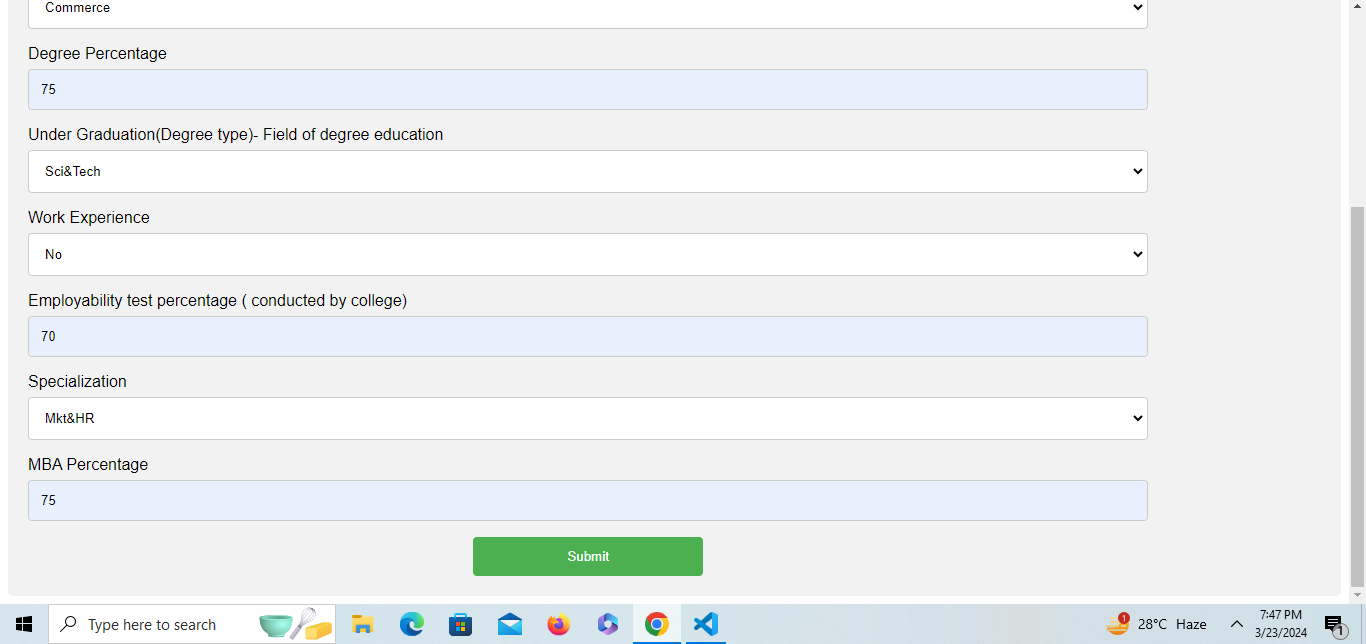 Commerce
Degree Percentage
75
Under Graduation(Degree type)- Field of degree education
Sci&Tech
Work Experience
No
Employability test percentage ( conducted by college)
70
Specialization
Mkt&HR
MBA Percentage
75
Submit
Type here to search
1
28°C Haze
7:47 PM
3/23/2024
1